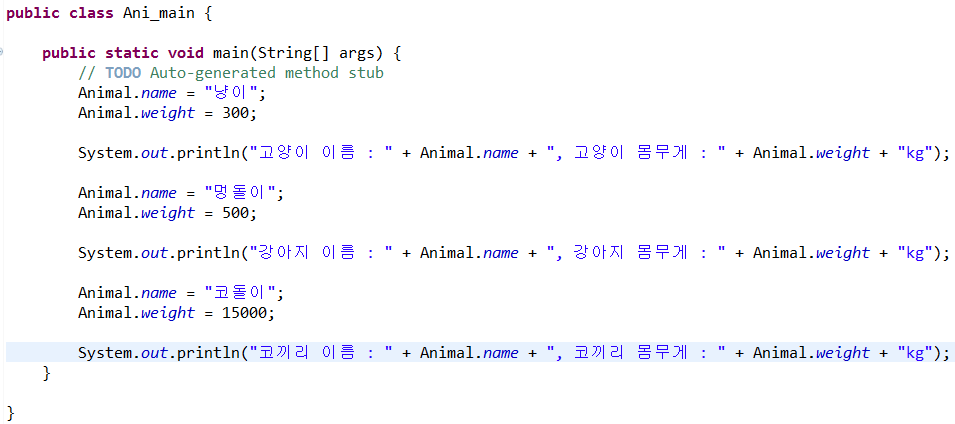 public class Ani_main {
public static void main(String[] args) {
// TODO Auto-generated method stub
Animal.name = "냥이";
Animal.weight = 300;
System.out.println("고양이 이름 : " + Animal.name + ", 고양이 몸무게 : " + Animal.weight + "kg");
Animal.name = "멍돌이";
Animal.weight = 500;
System.out.println("강아지 이름 : " + Animal.name + ", 강아지 몸무게 : " + Animal.weight + "kg");
Animal.name = "코돌이";
Animal.weight = 15000;
System.out.println("코끼리 이름 : " + Animal.name + ", 코끼리 몸무게 : " + Animal.weight + "kg");
}
}